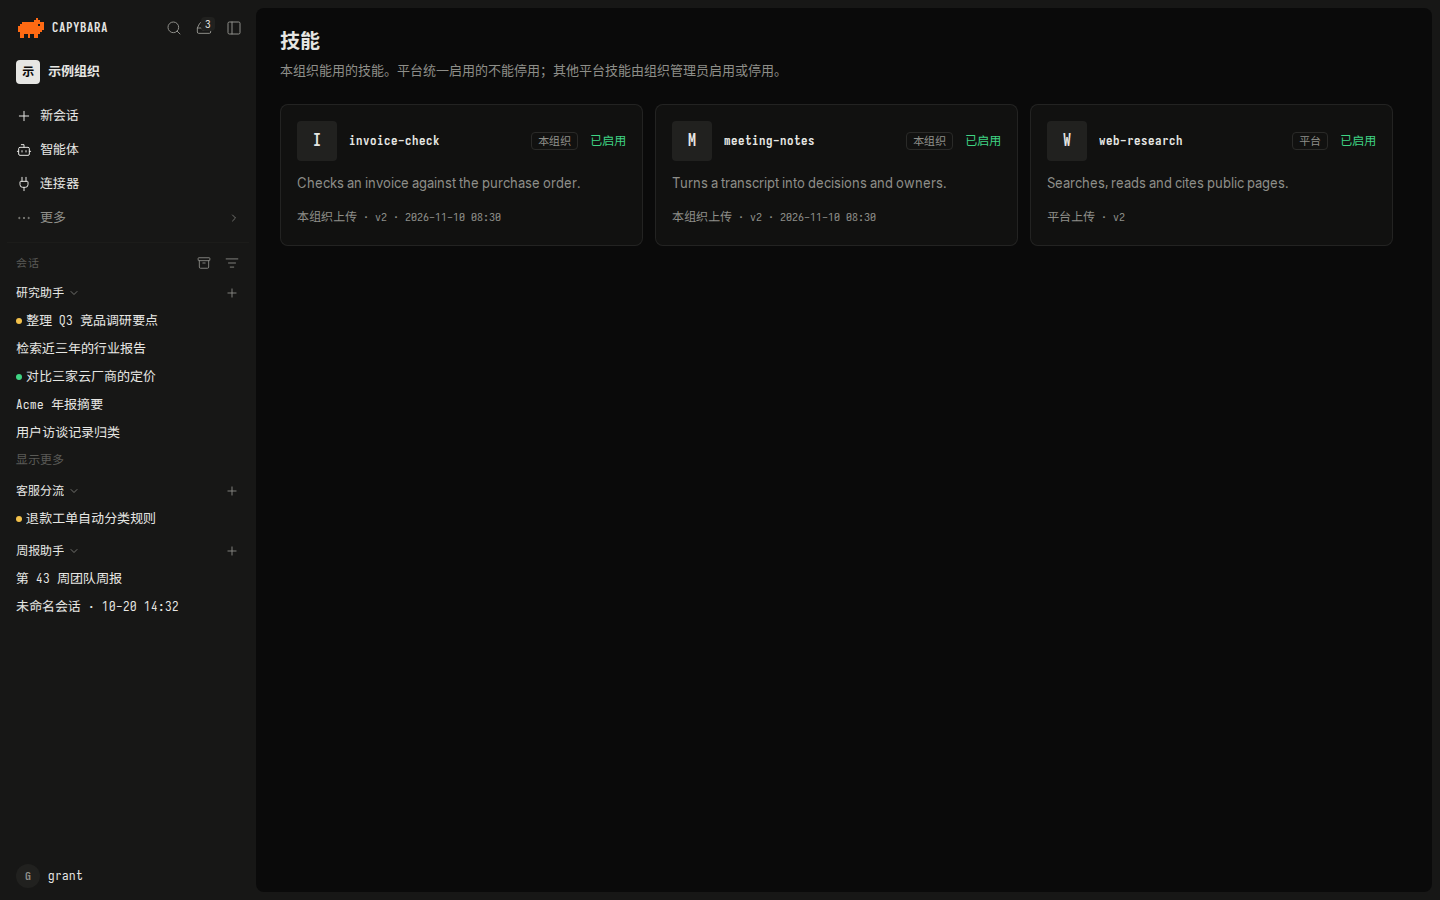 CAPYBARA
3
示 示例组织
新会话
智能体
连接器
更多
会话
研究助手
整理 Q3 竞品调研要点
检索近三年的行业报告
对比三家云厂商的定价
Acme 年报摘要
用户访谈记录归类
显示更多
客服分流
退款工单自动分类规则
周报助手
第 43 周团队周报
未命名会话 · 10-20 14:32
G grant
技能
本组织能用的技能。平台统一启用的不能停用；其他平台技能由组织管理员启用或停用。
I invoice-check 本组织 已启用
Checks an invoice against the purchase order.
本组织上传 · v2 · 2026-11-10 08:30
M meeting-notes 本组织 已启用
Turns a transcript into decisions and owners.
本组织上传 · v2 · 2026-11-10 08:30
W web-research 平台 已启用
Searches, reads and cites public pages.
平台上传 · v2